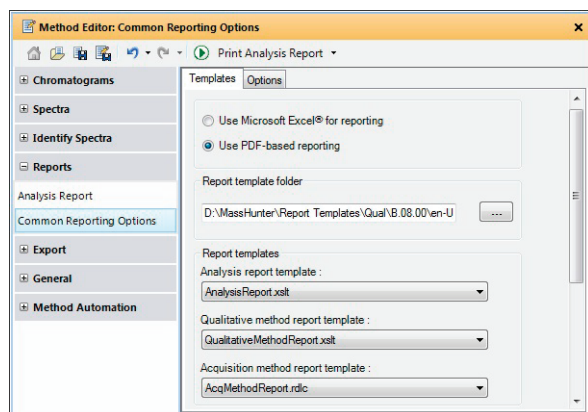 Method Editor: Common Reporting Options
Print Analysis Report
Chromatograms
Spectra
Identify Spectra
Reports
Analysis Report
Common Reporting Options
Export
General
Method Automation
Templates
Options
Use Microsoft Excel® for reporting
Use PDF-based reporting
Report template folder
D:\MassHunter\Report Templates\Qual\B.08.00\en-U
...
Report templates
Analysis report template :
AnalysisReport.xslt
Qualitative method report template :
QualitativeMethodReport.xslt
Acquisition method report template :
AcqMethodReport.rdlc